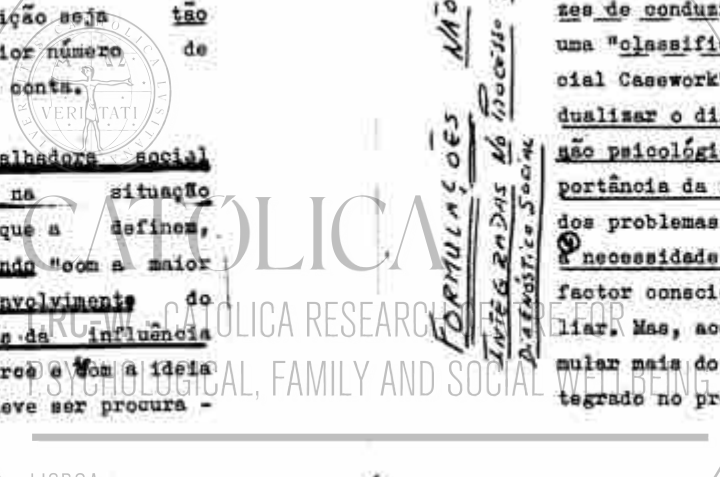 ição seja tão
ior número de
conta.
alhadora social
na situação
que a definem,
ndo "com a maior
nvolvimento do
s da influência
rce e com a ideia
eve ser procura -
FORMULAÇÕES NÃO
INTEGRADAS NO PROCESSO
DIAGNÓSTICO SOCIAL
zes de conduz
uma "classifi
cial Casework
dualizar o di
são psicológi
portância da
dos problemas
a necessidade
factor consci
liar. Mas, ao
mular mais do
tegrado no pr
VERITATI
CATÓLICA
CRC-W CATÓLICA RESEARCH CENTRE FOR
PSYCHOLOGICAL, FAMILY AND SOCIAL WELLBEING
LISBOA